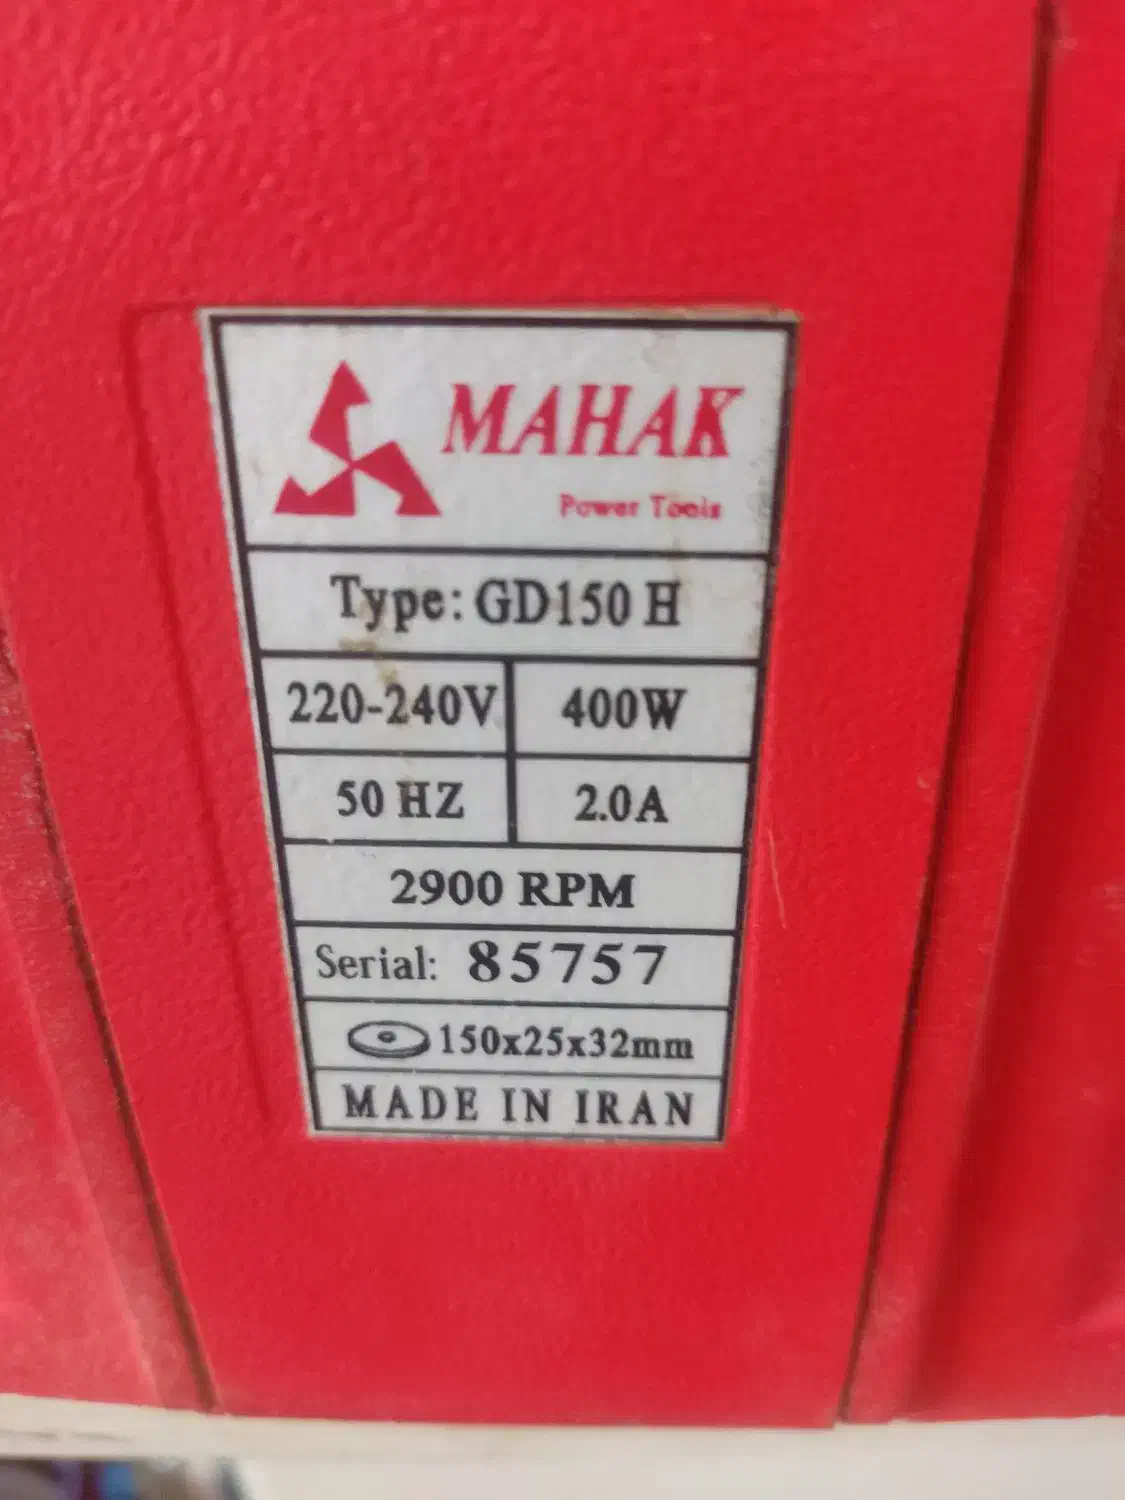 MAHAK
Power Tools
Type: GD150 H
220-240V 400W
50 HZ 2.0A
2900 RPM
Serial: 85757
150x25x32mm
MADE IN IRAN